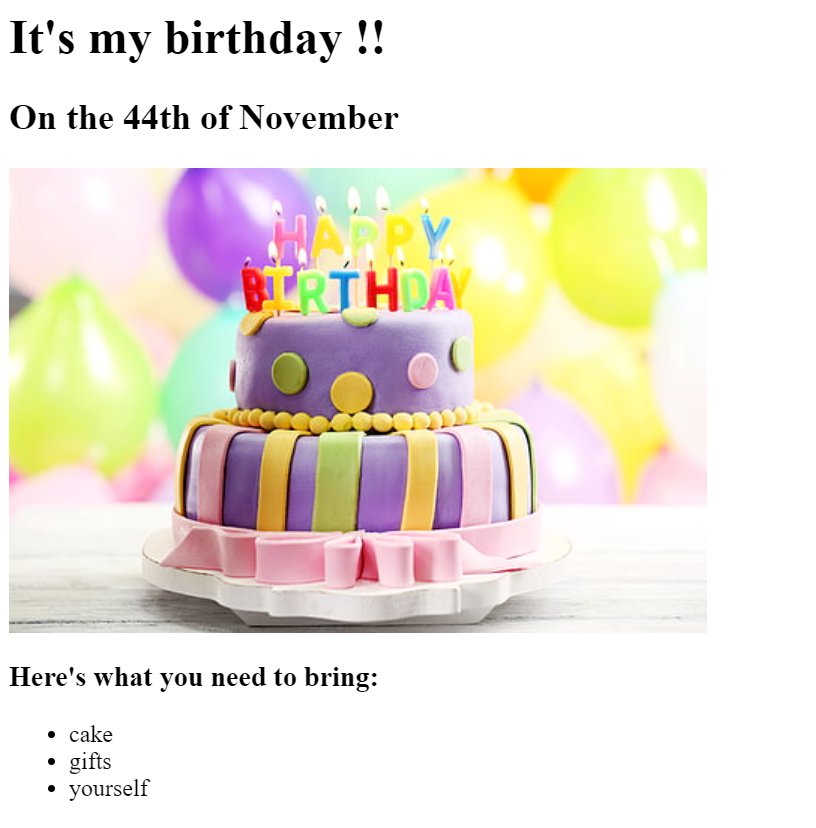 It's my birthday !!
On the 44th of November
HAPPY
BIRTHDAY
Here's what you need to bring:
cake
gifts
yourself